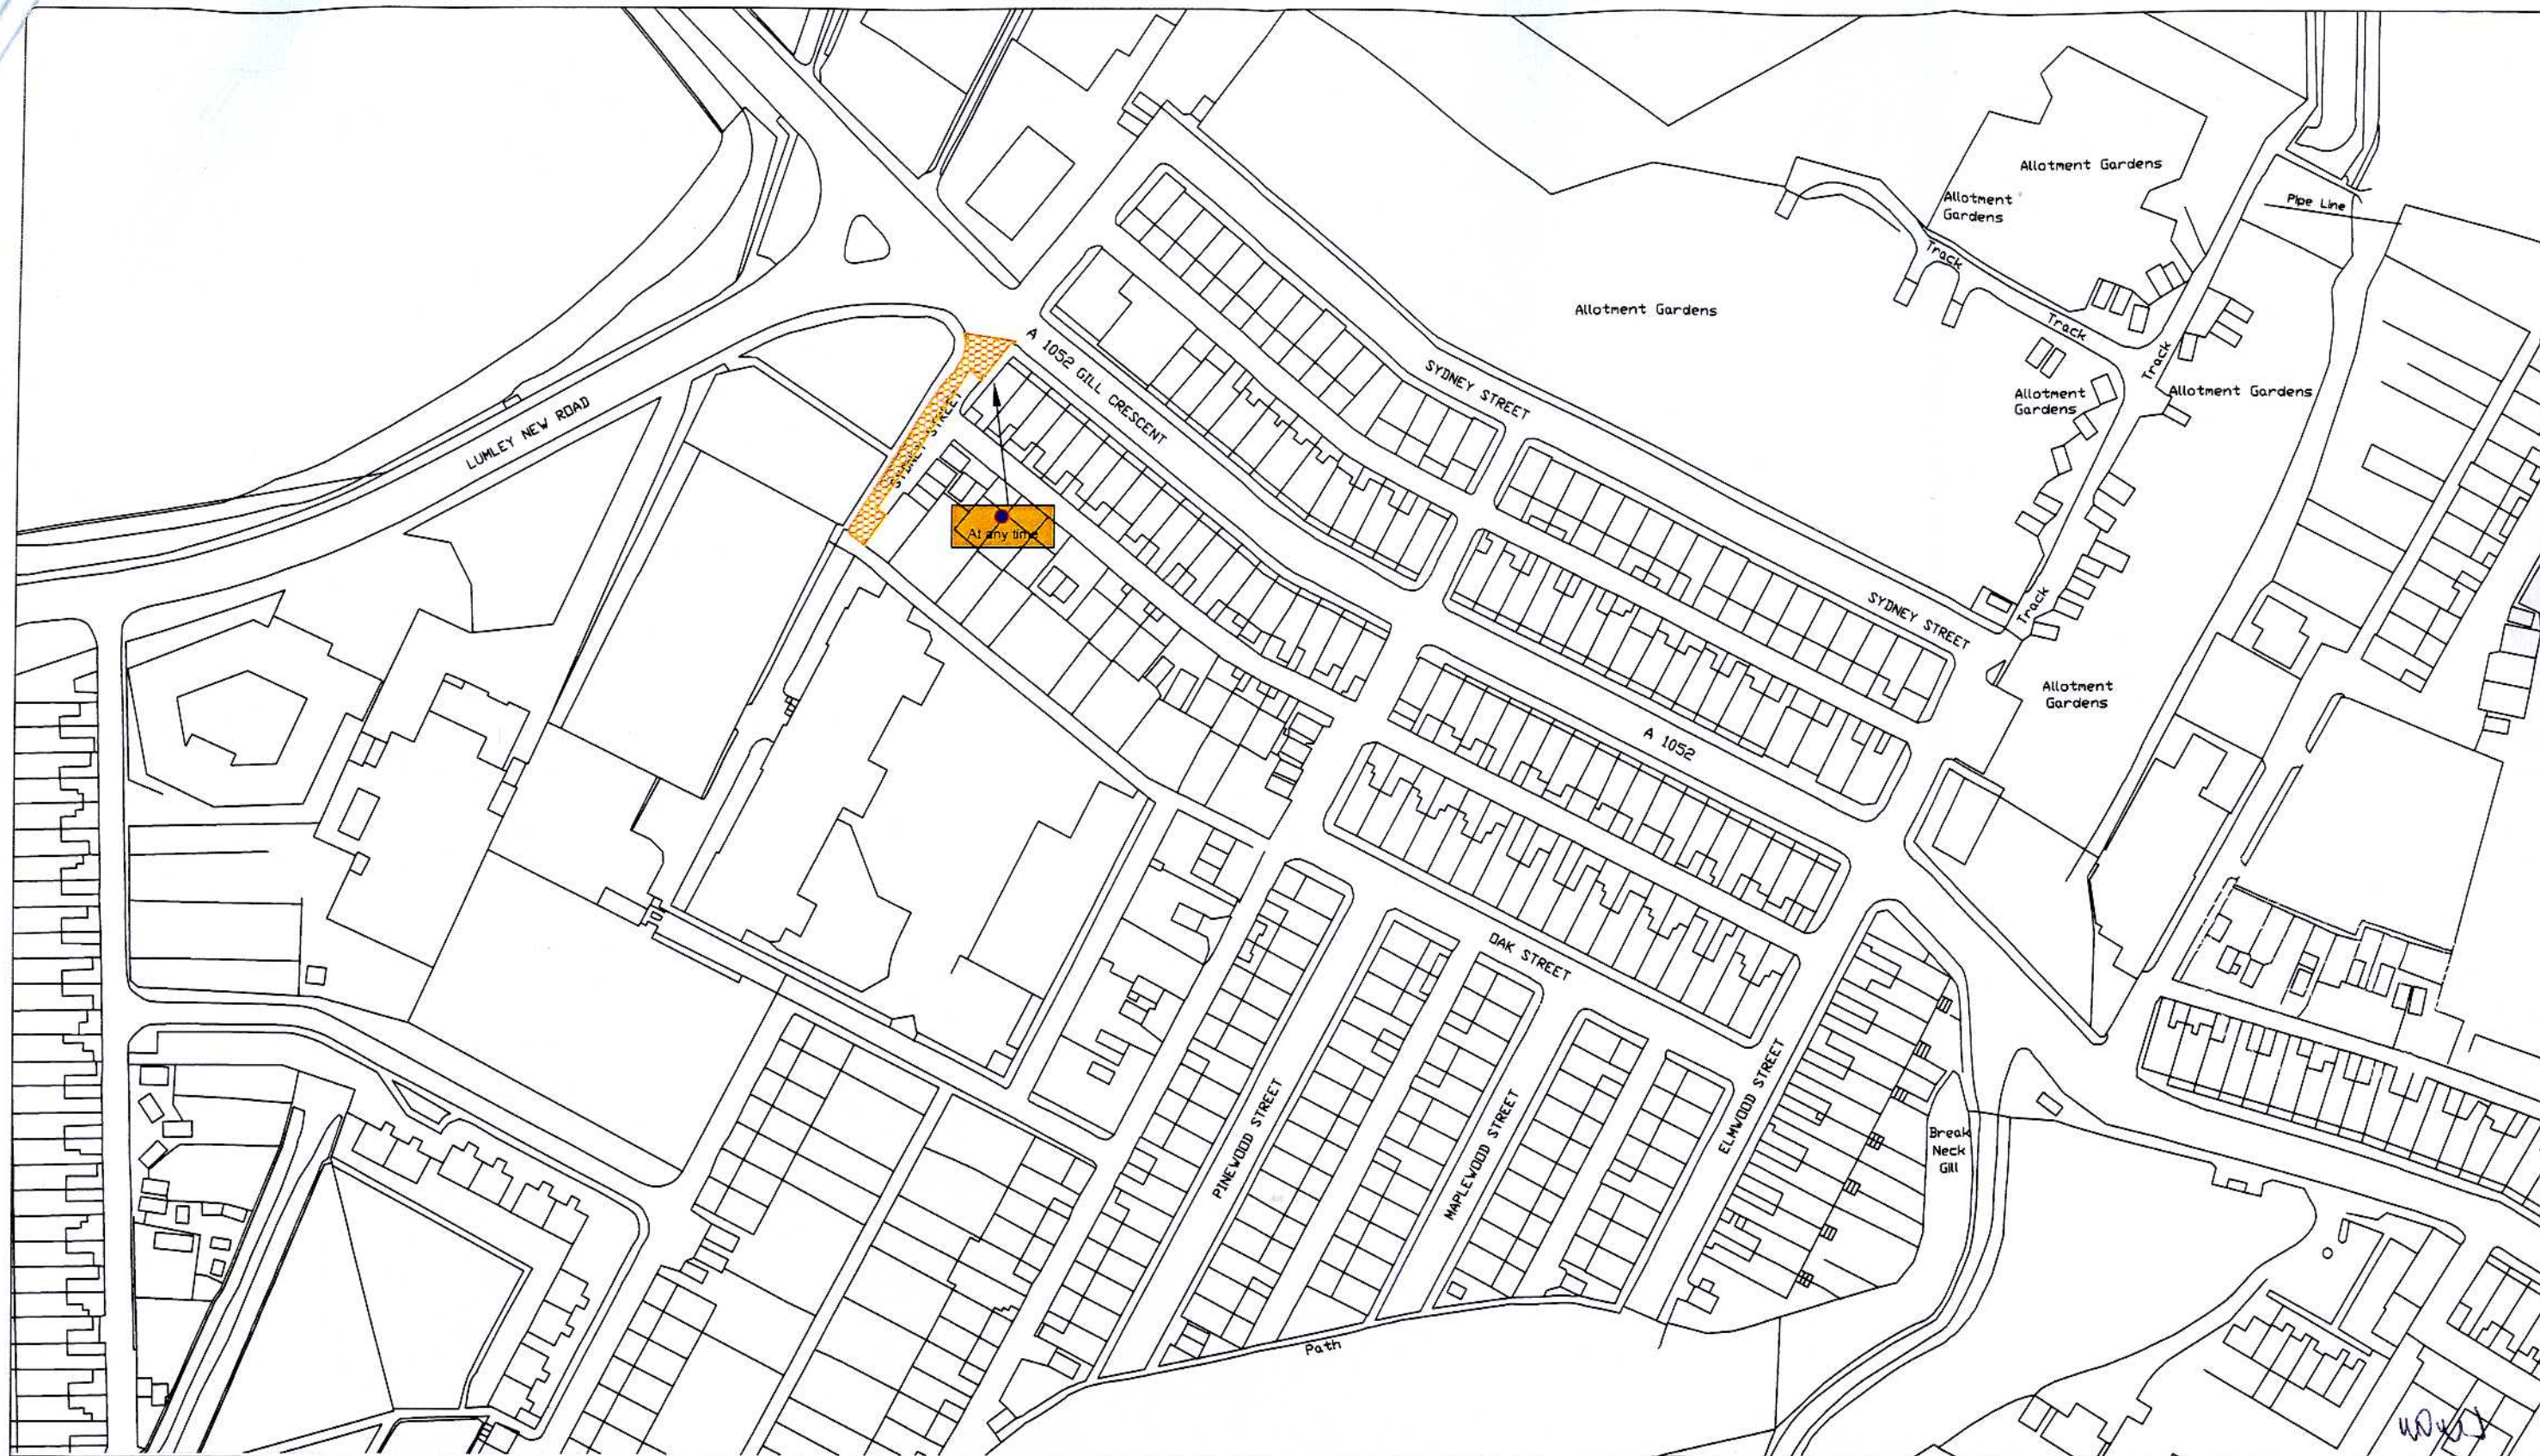 Allotment Gardens
Allotment
Gardens
Pipe Line
Track
Allotment Gardens
Track
Track
A 1052 GILL CRESCENT
SYDNEY STREET
Allotment
Gardens
Allotment Gardens
LUMLEY NEW ROAD
SYDNEY STREET
At any time
SYDNEY STREET
Track
Allotment
Gardens
A 1052
OAK STREET
PINEWOOD STREET
MAPLEWOOD STREET
ELMWOOD STREET
Break
Neck
Gill
Path